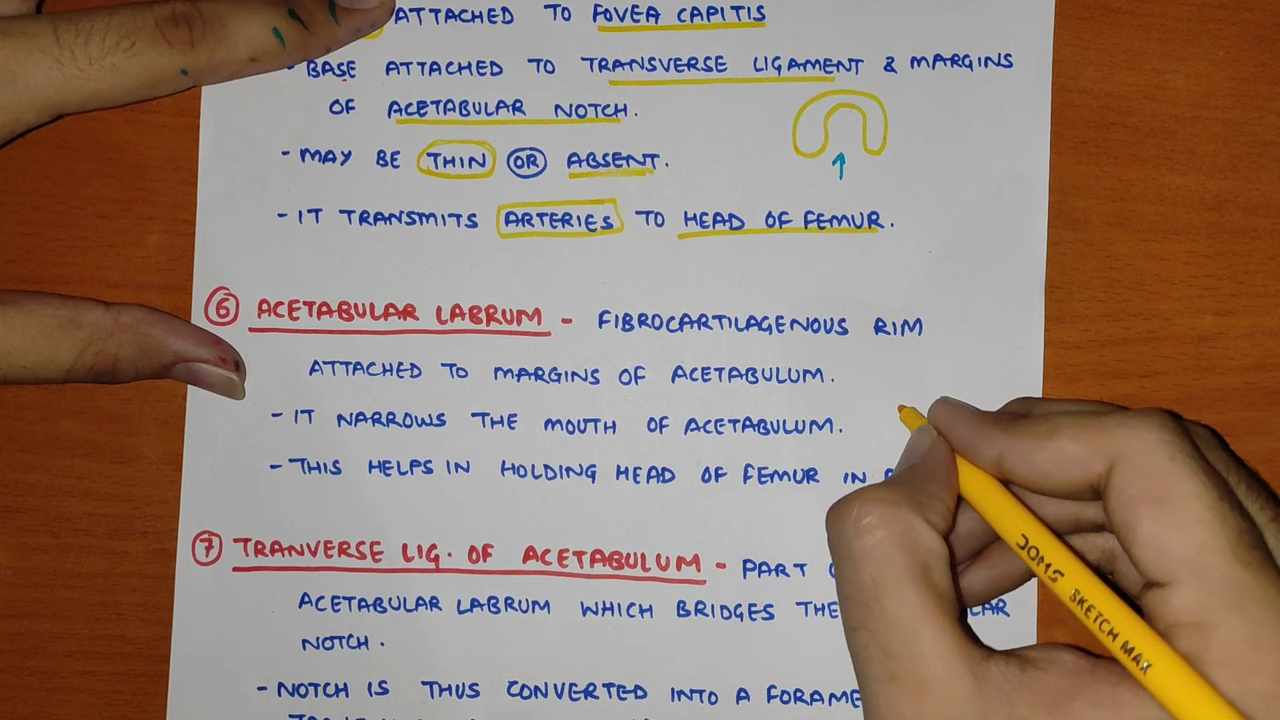 ATTACHED TO FOVEA CAPITIS
- BASE ATTACHED TO TRANSVERSE LIGAMENT & MARGINS
OF ACETABULAR NOTCH.
- MAY BE THIN OR ABSENT.
- IT TRANSMITS ARTERIES TO HEAD OF FEMUR.
⑥ ACETABULAR LABRUM - FIBROCARTILAGENOUS RIM
ATTACHED TO MARGINS OF ACETABULUM.
- IT NARROWS THE MOUTH OF ACETABULUM.
- THIS HELPS IN HOLDING HEAD OF FEMUR IN
⑦ TRANVERSE LIG. OF ACETABULUM - PART
ACETABULAR LABRUM WHICH BRIDGES THE
NOTCH.
- NOTCH IS THUS CONVERTED INTO A
DOMS SKETCH MAX